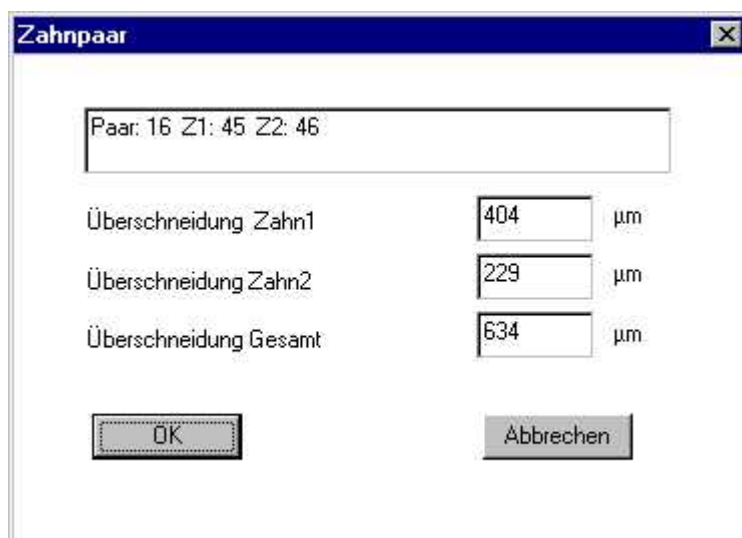 Zahnpaar
Paar: 16 Z1: 45 Z2: 46
Überschneidung Zahn1 404 µm
Überschneidung Zahn2 229 µm
Überschneidung Gesamt 634 µm
OK Abbrechen